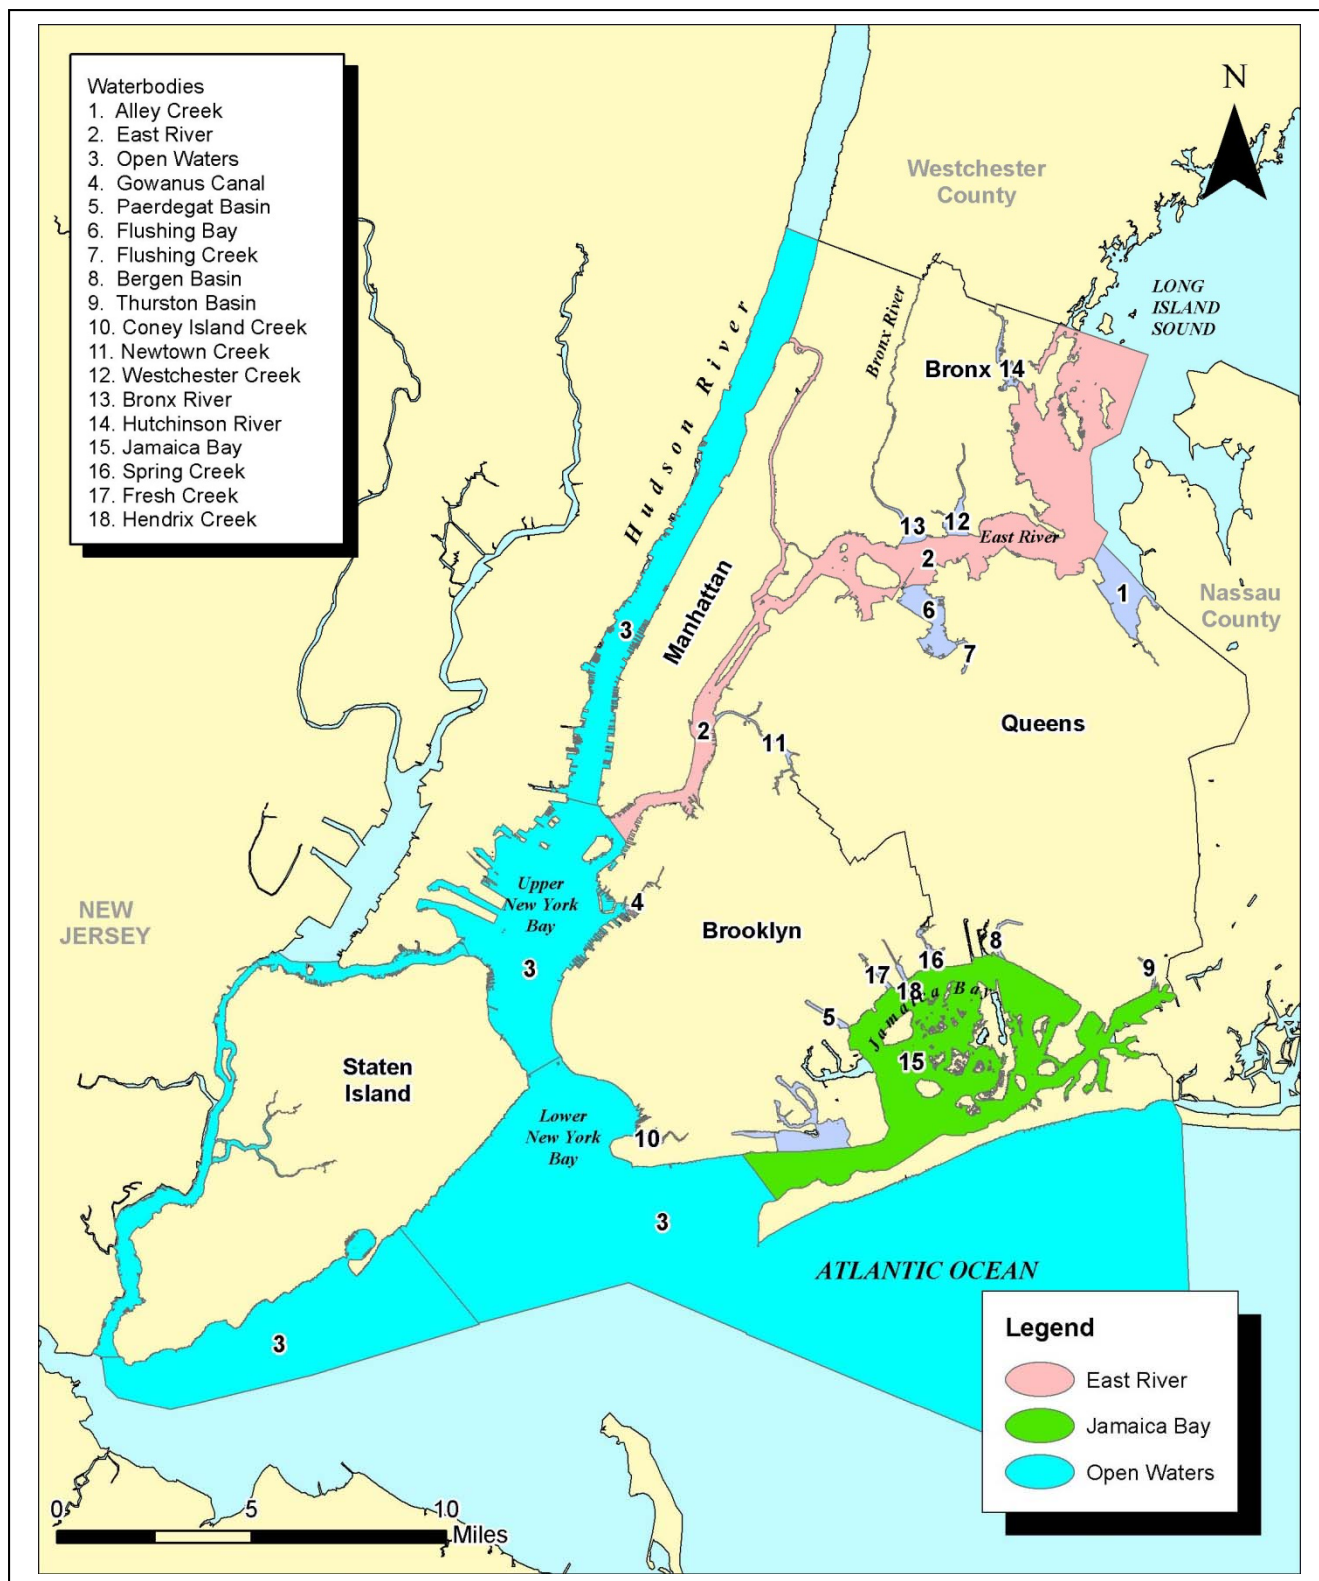 Waterbodies
1. Alley Creek
2. East River
3. Open Waters
4. Gowanus Canal
5. Paerdegat Basin
6. Flushing Bay
7. Flushing Creek
8. Bergen Basin
9. Thurston Basin
10. Coney Island Creek
11. Newtown Creek
12. Westchester Creek
13. Bronx River
14. Hutchinson River
15. Jamaica Bay
16. Spring Creek
17. Fresh Creek
18. Hendrix Creek
N
Westchester
County
LONG
ISLAND
SOUND
Hudson River
Bronx River
Bronx 14
13
12
East River
2
1
Nassau
County
6
7
3
Manhattan
Queens
2
11
Upper
New York
Bay
4
NEW
JERSEY
Brooklyn
3
8
16
17
18
9
Jamaica Bay
5
15
Staten
Island
Lower
New York
Bay
10
3
ATLANTIC OCEAN
3
Legend
East River
Jamaica Bay
Open Waters
0 5 10
Miles